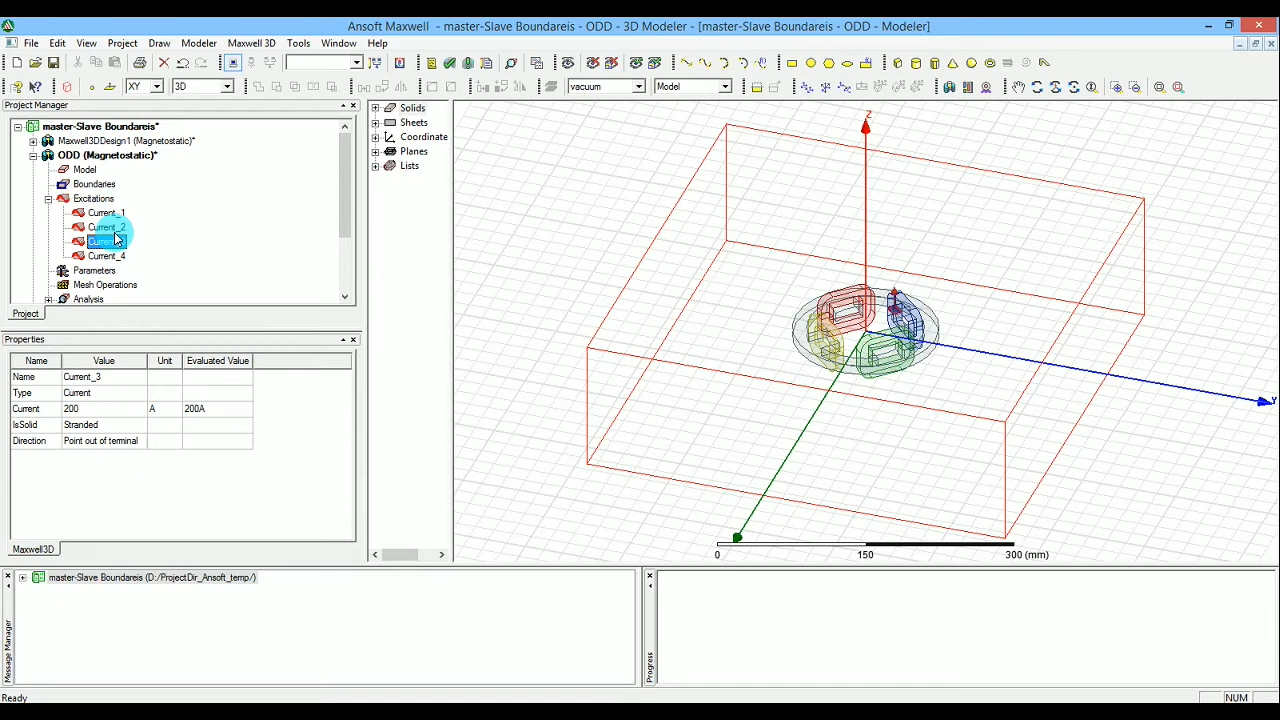 Ansoft Maxwell - master-Slave Boundareis - ODD - 3D Modeler - [master-Slave Boundareis - ODD - Modeler]
File Edit View Project Draw Modeler Maxwell 3D Tools Window Help
XY 3D vacuum Model
Project Manager
master-Slave Boundareis*
Maxwell3DDesign1 (Magnetostatic)*
ODD (Magnetostatic)*
Model
Boundaries
Excitations
Current_1
Current_2
Current_4
Parameters
Mesh Operations
Analysis
Project
Solids
Sheets
Coordinate
Planes
Lists
Properties
Name Value Unit Evaluated Value
Name Current_3
Type Current
Current 200 A 200A
IsSolid Stranded
Direction Point out of terminal
Maxwell3D
Z
Y
0 150 300 (mm)
Message Manager
master-Slave Boundareis (D:/ProjectDir_Ansoft_temp/)
Progress
Ready
NUM